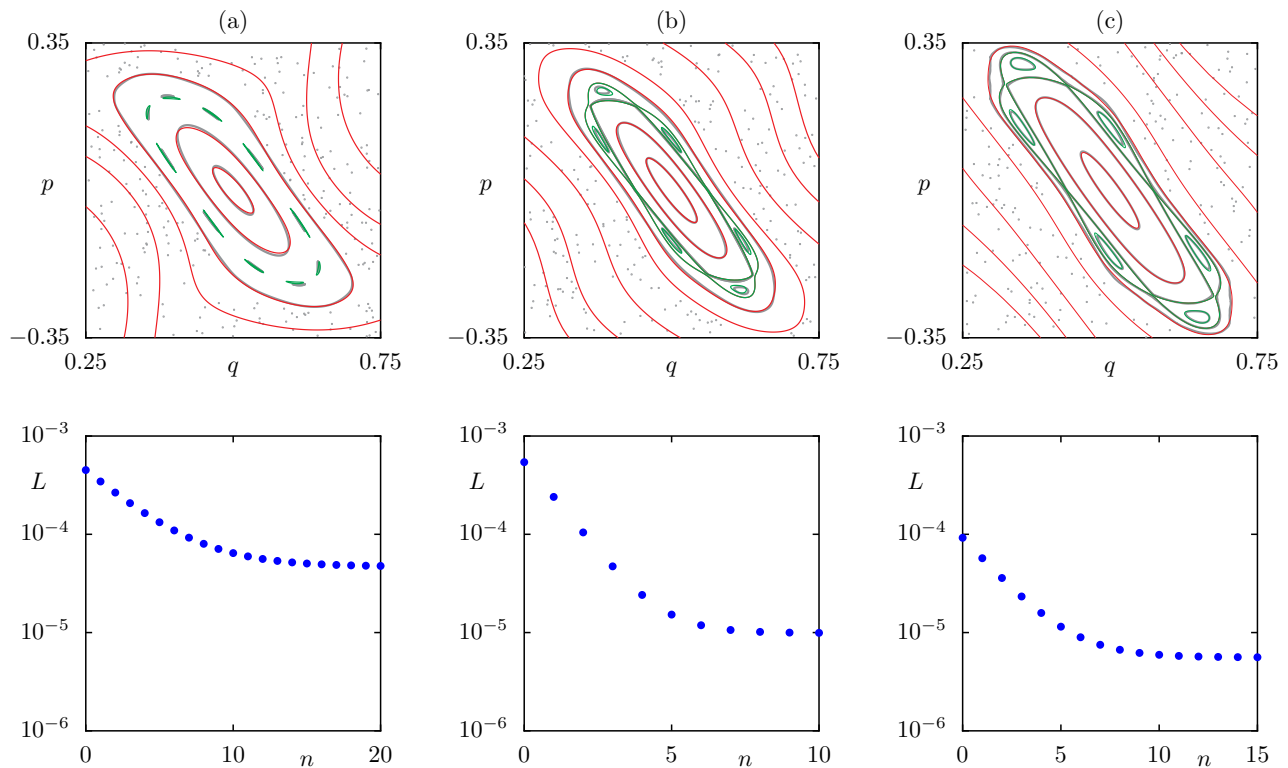 (a) (b) (c)
0.35 0.35 0.35
p p p
−0.35 −0.35 −0.35
0.25 q 0.75 0.25 q 0.75 0.25 q 0.75
10⁻³ 10⁻³ 10⁻³
L L L
10⁻⁴ 10⁻⁴ 10⁻⁴
10⁻⁵ 10⁻⁵ 10⁻⁵
10⁻⁶ 10⁻⁶ 10⁻⁶
0 10 n 20 0 5 n 10 0 5 10 n 15